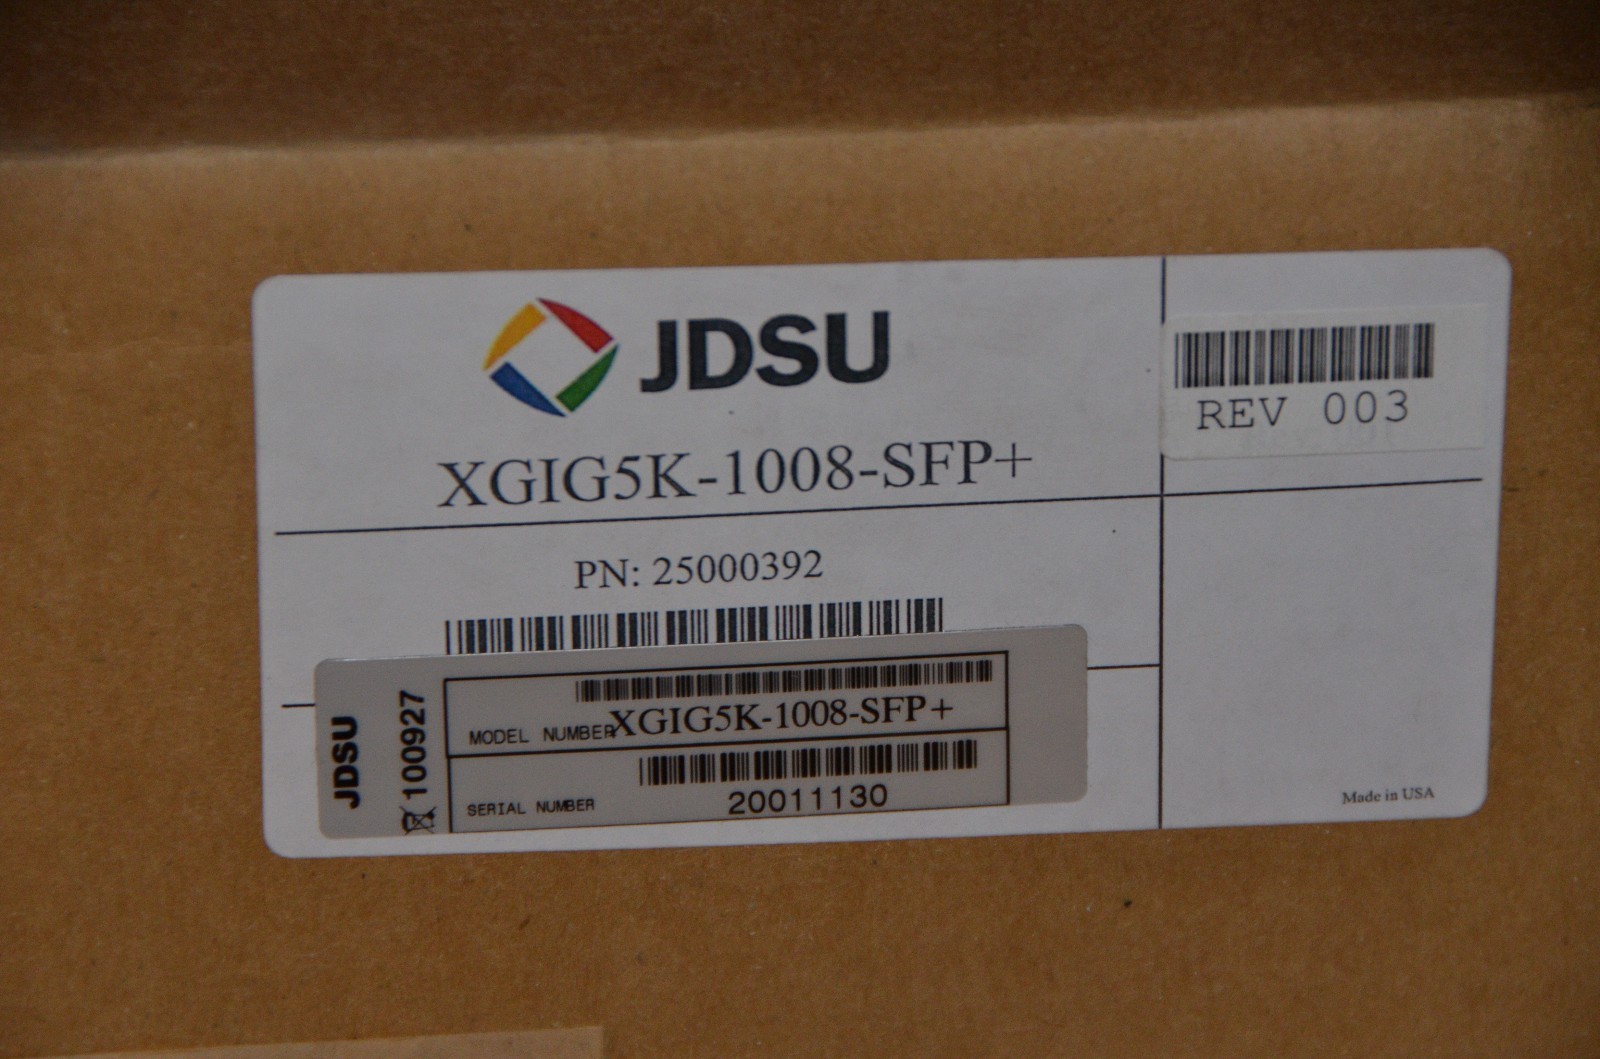 JDSU
REV 003
XGIG5K-1008-SFP+
PN: 25000392
JDSU
100927
MODEL NUMBER XGIG5K-1008-SFP+
SERIAL NUMBER 20011130
Made in USA